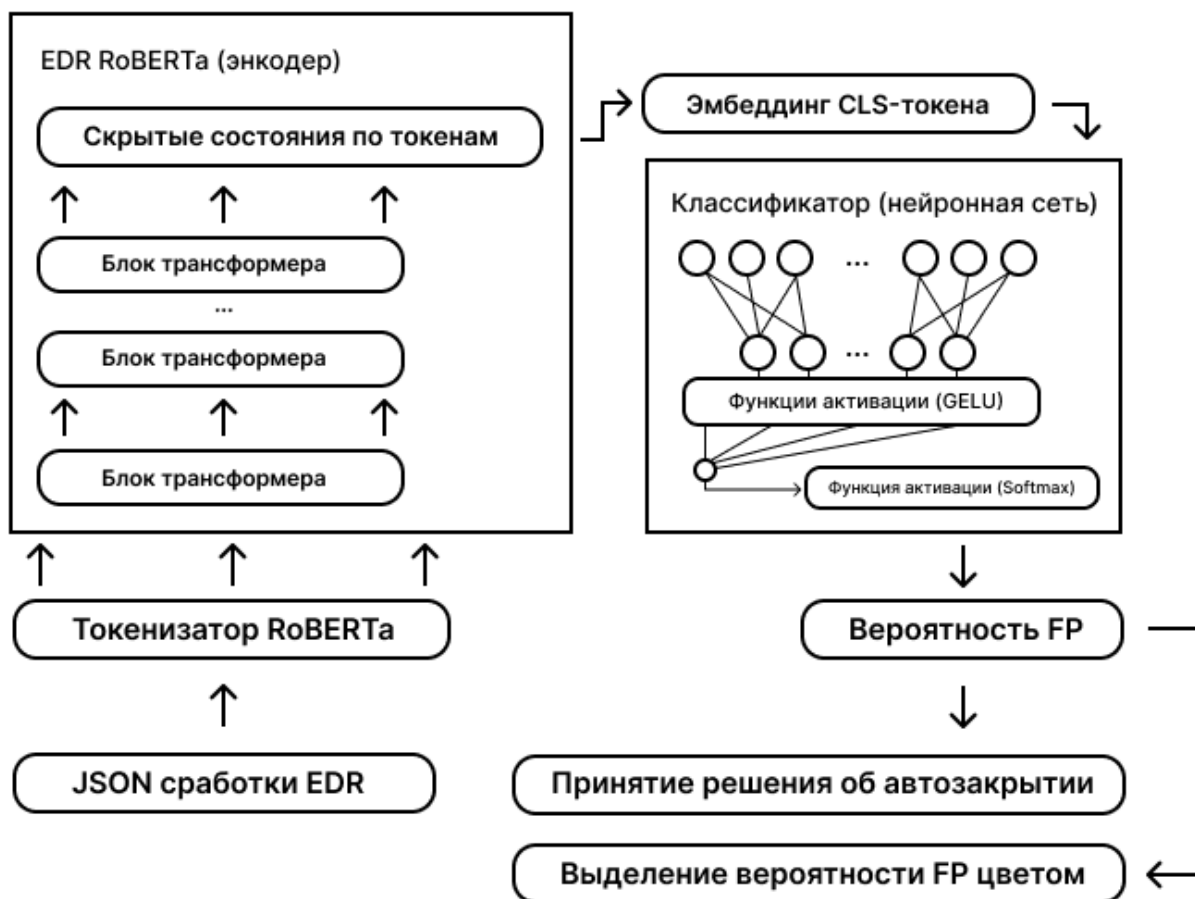 EDR RoBERTa (энкодер)
Скрытые состояния по токенам
Блок трансформера
...
Блок трансформера
Блок трансформера
Токенизатор RoBERTa
JSON сработки EDR
Эмбеддинг CLS-токена
Классификатор (нейронная сеть)
...
...
Функции активации (GELU)
Функция активации (Softmax)
Вероятность FP
Принятие решения об автозакрытии
Выделение вероятности FP цветом